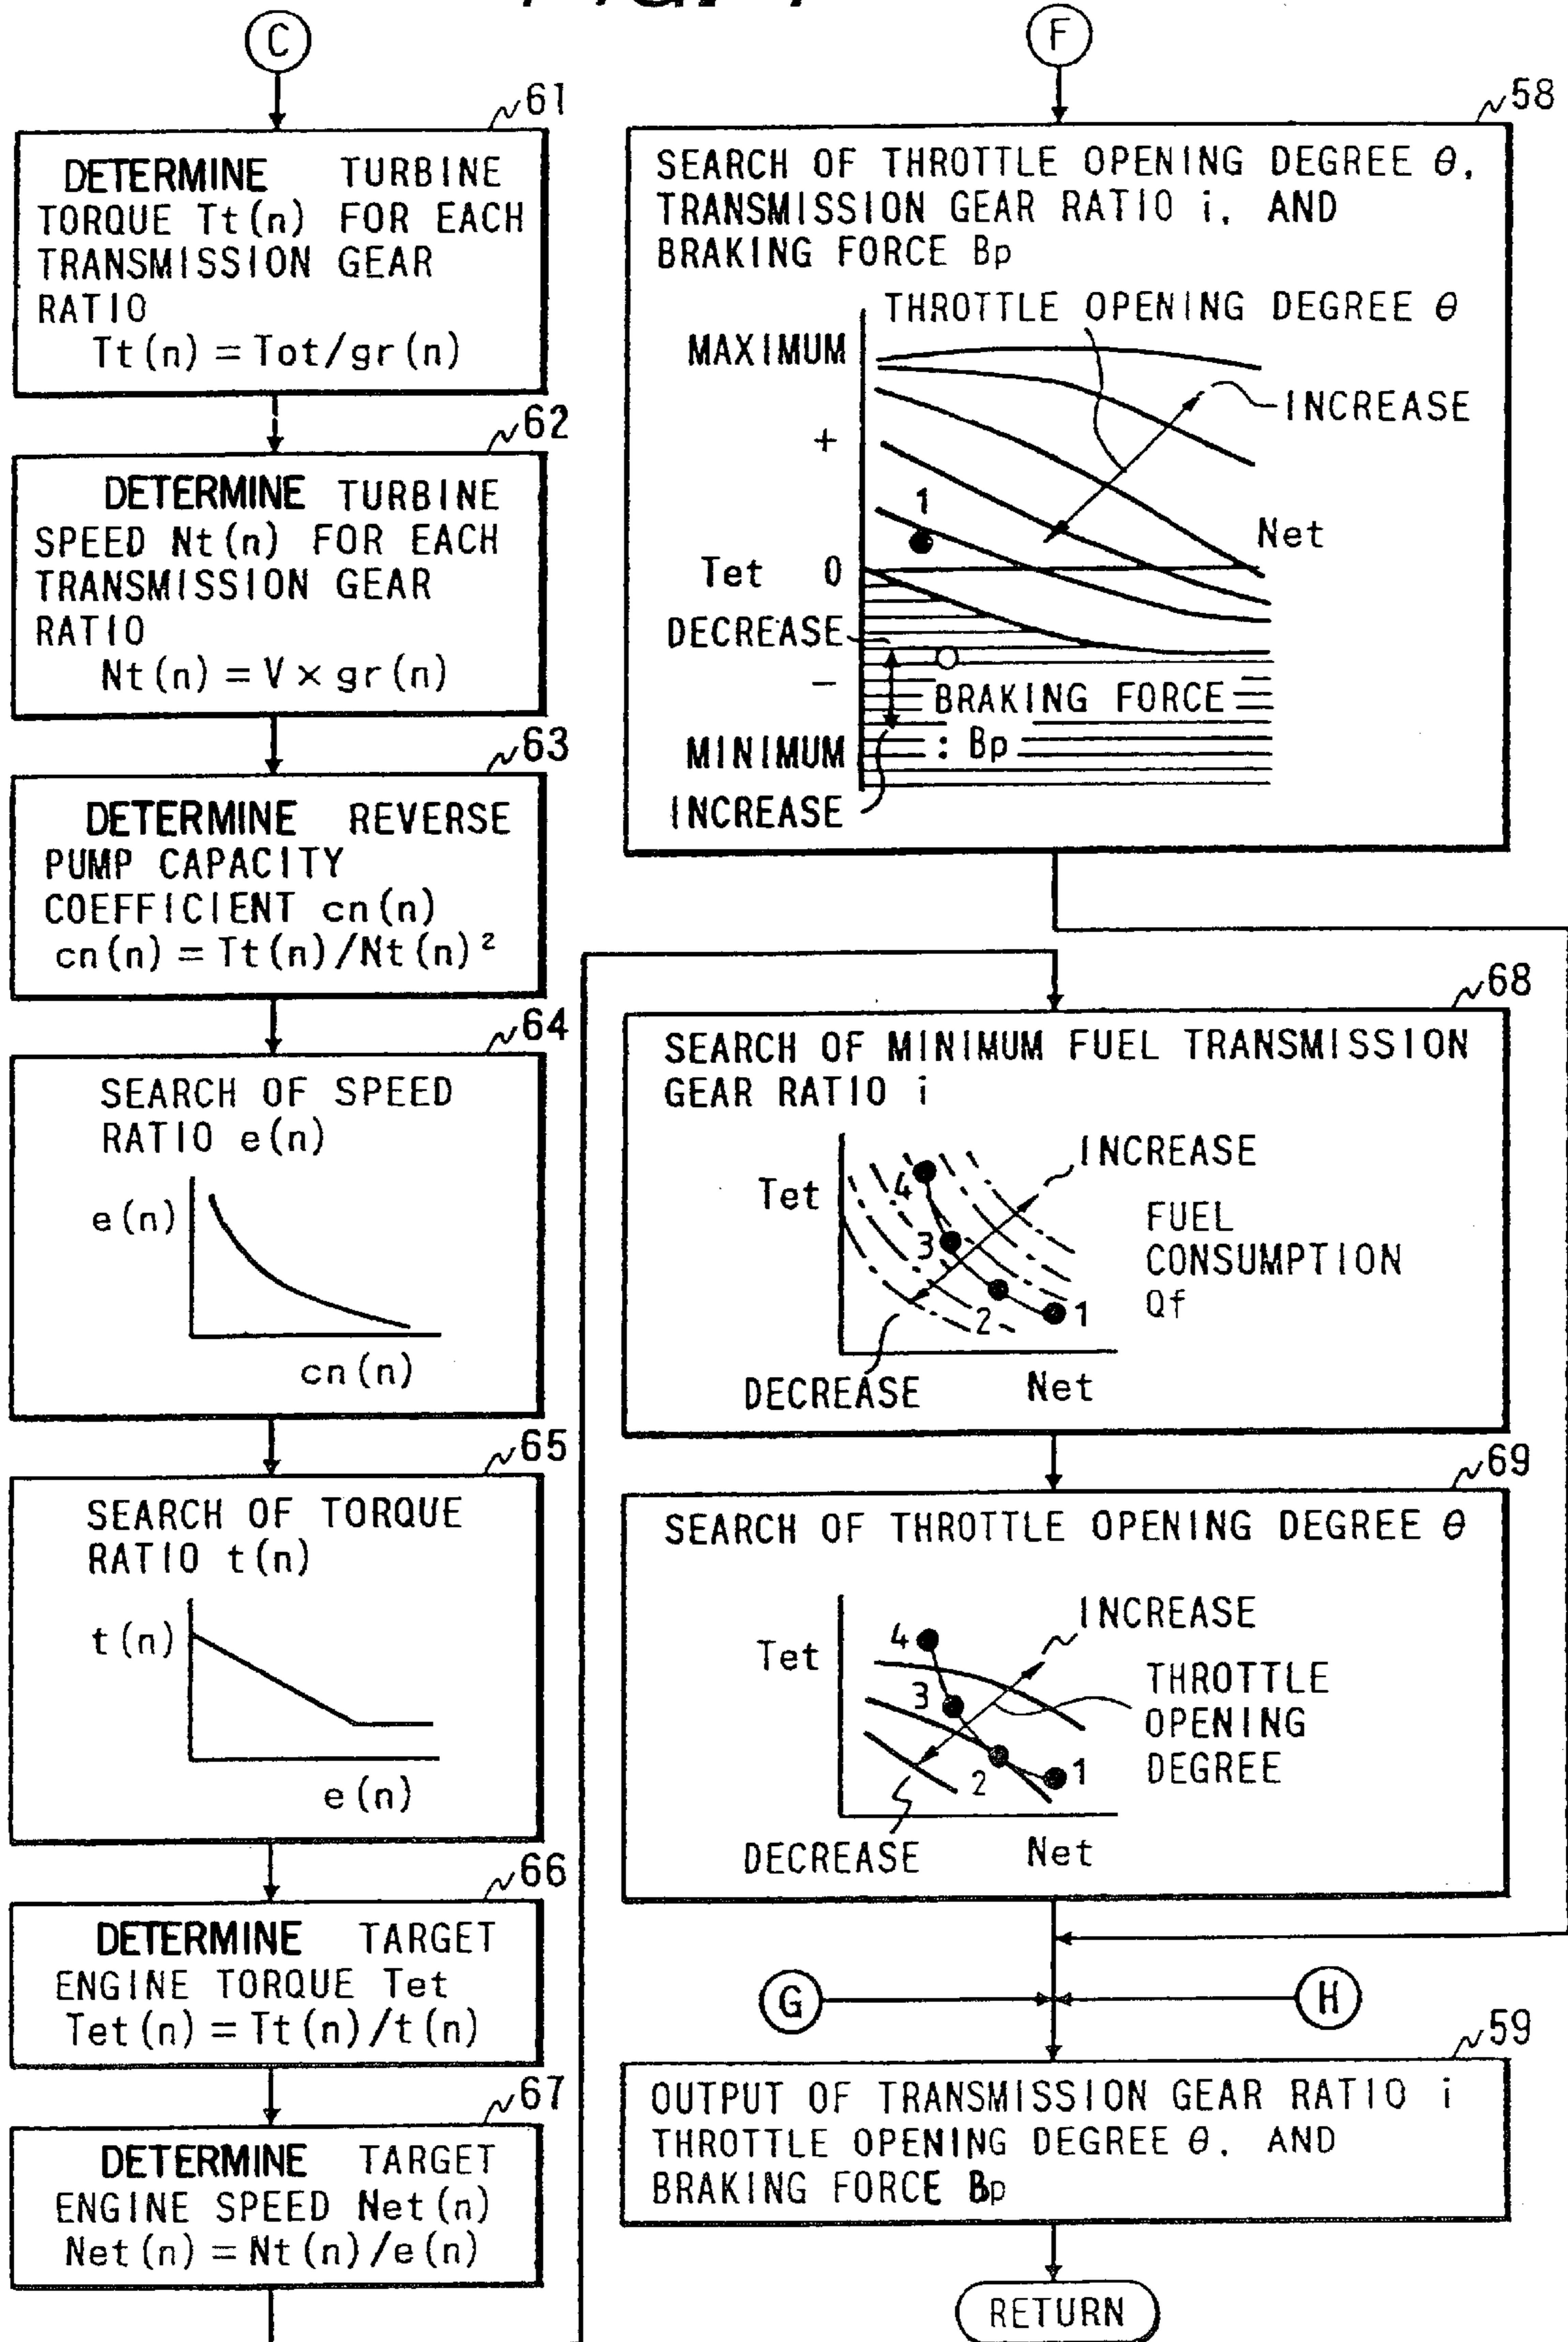 C
61
DETERMINE TURBINE
TORQUE Tt(n) FOR EACH
TRANSMISSION GEAR
RATIO
Tt(n) = Tot/gr(n)
62
DETERMINE TURBINE
SPEED Nt(n) FOR EACH
TRANSMISSION GEAR
RATIO
Nt(n) = V × gr(n)
63
DETERMINE REVERSE
PUMP CAPACITY
COEFFICIENT cn(n)
cn(n) = Tt(n)/Nt(n)²
64
SEARCH OF SPEED
RATIO e(n)
e(n)
cn(n)
65
SEARCH OF TORQUE
RATIO t(n)
t(n)
e(n)
66
DETERMINE TARGET
ENGINE TORQUE Tet
Tet(n) = Tt(n)/t(n)
67
DETERMINE TARGET
ENGINE SPEED Net(n)
Net(n) = Nt(n)/e(n)
F
58
SEARCH OF THROTTLE OPENING DEGREE θ,
TRANSMISSION GEAR RATIO i, AND
BRAKING FORCE Bp
THROTTLE OPENING DEGREE θ
MAXIMUM
INCREASE
+
1
Net
Tet 0
DECREASE
−
BRAKING FORCE
: Bp
MINIMUM
INCREASE
68
SEARCH OF MINIMUM FUEL TRANSMISSION
GEAR RATIO i
INCREASE
Tet
4
FUEL
3
CONSUMPTION
Qf
2
1
DECREASE
Net
69
SEARCH OF THROTTLE OPENING DEGREE θ
INCREASE
4
Tet
THROTTLE
3
OPENING
DEGREE
2
1
DECREASE
Net
G
H
59
OUTPUT OF TRANSMISSION GEAR RATIO i
THROTTLE OPENING DEGREE θ, AND
BRAKING FORCE Bp
RETURN